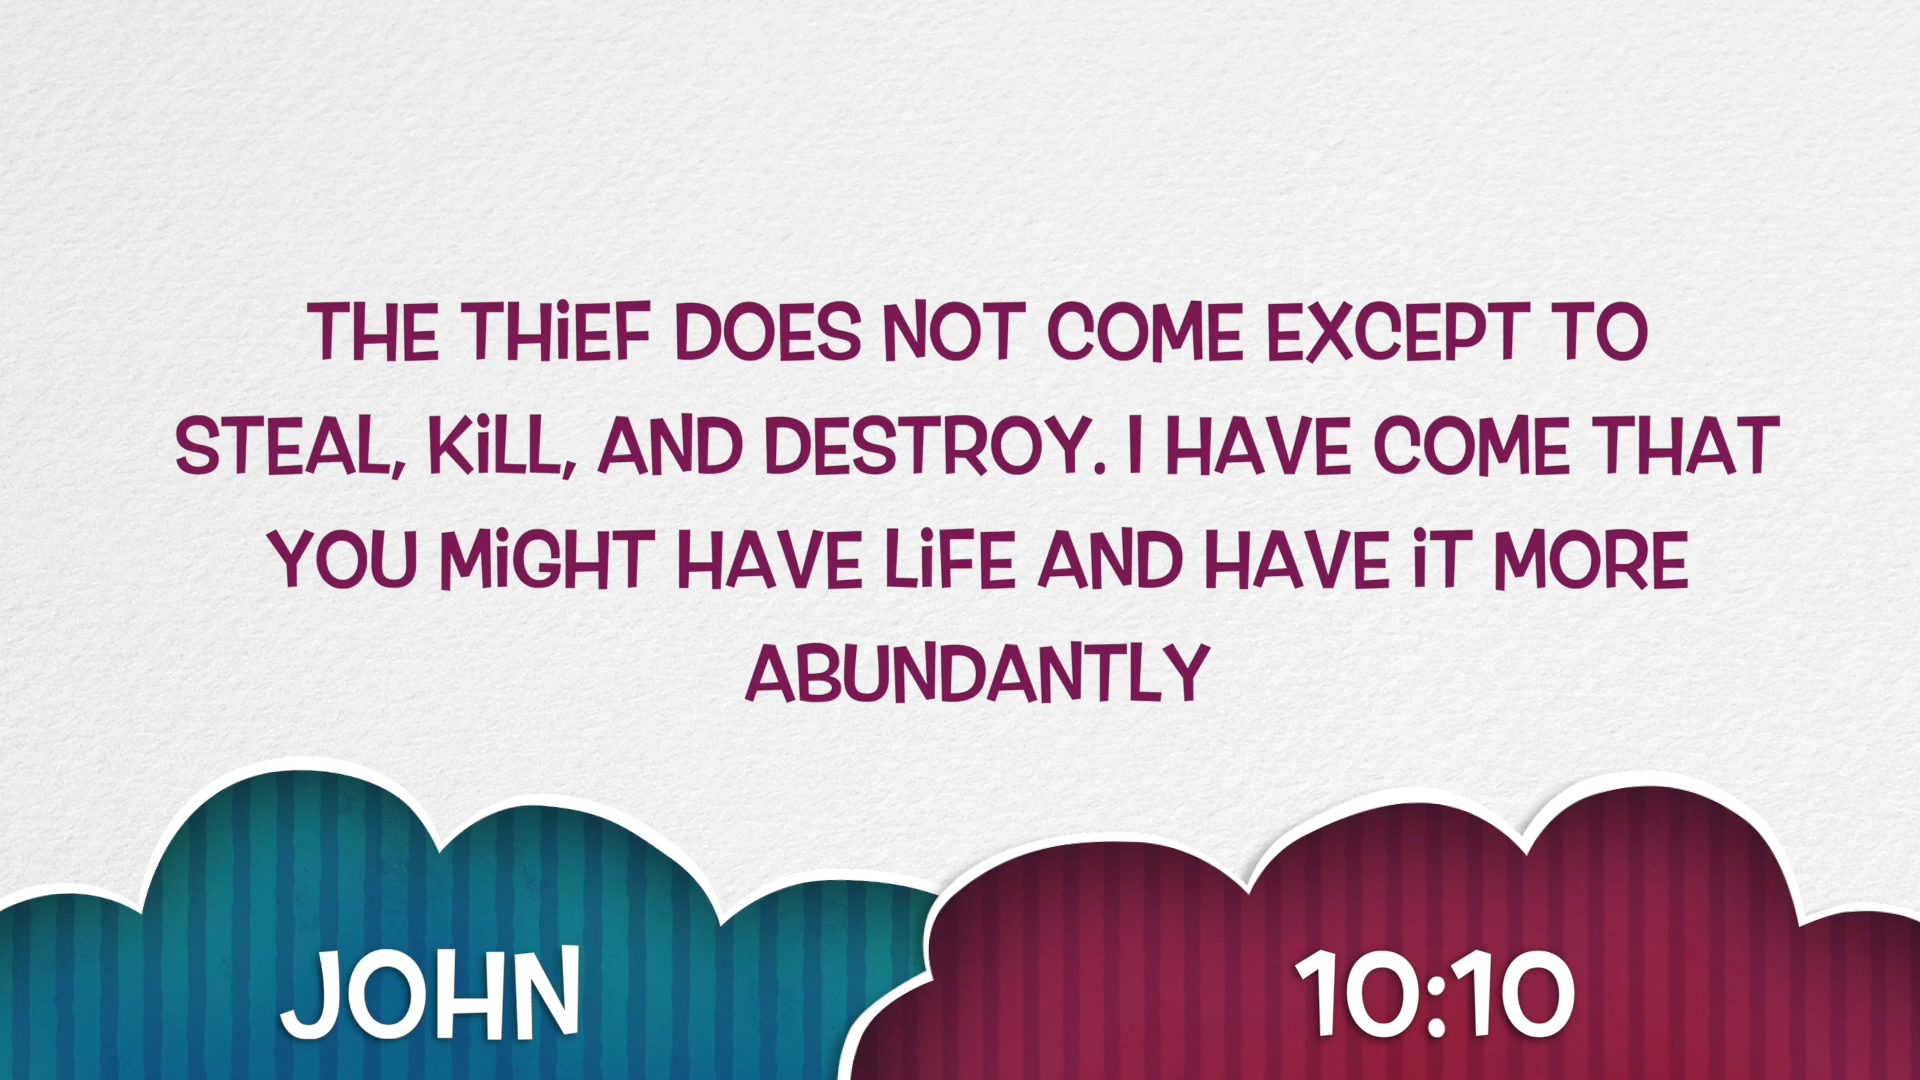 THE THIEF DOES NOT COME EXCEPT TO
STEAL, KILL, AND DESTROY. I HAVE COME THAT
YOU MIGHT HAVE LIFE AND HAVE IT MORE
ABUNDANTLY
JOHN
10:10